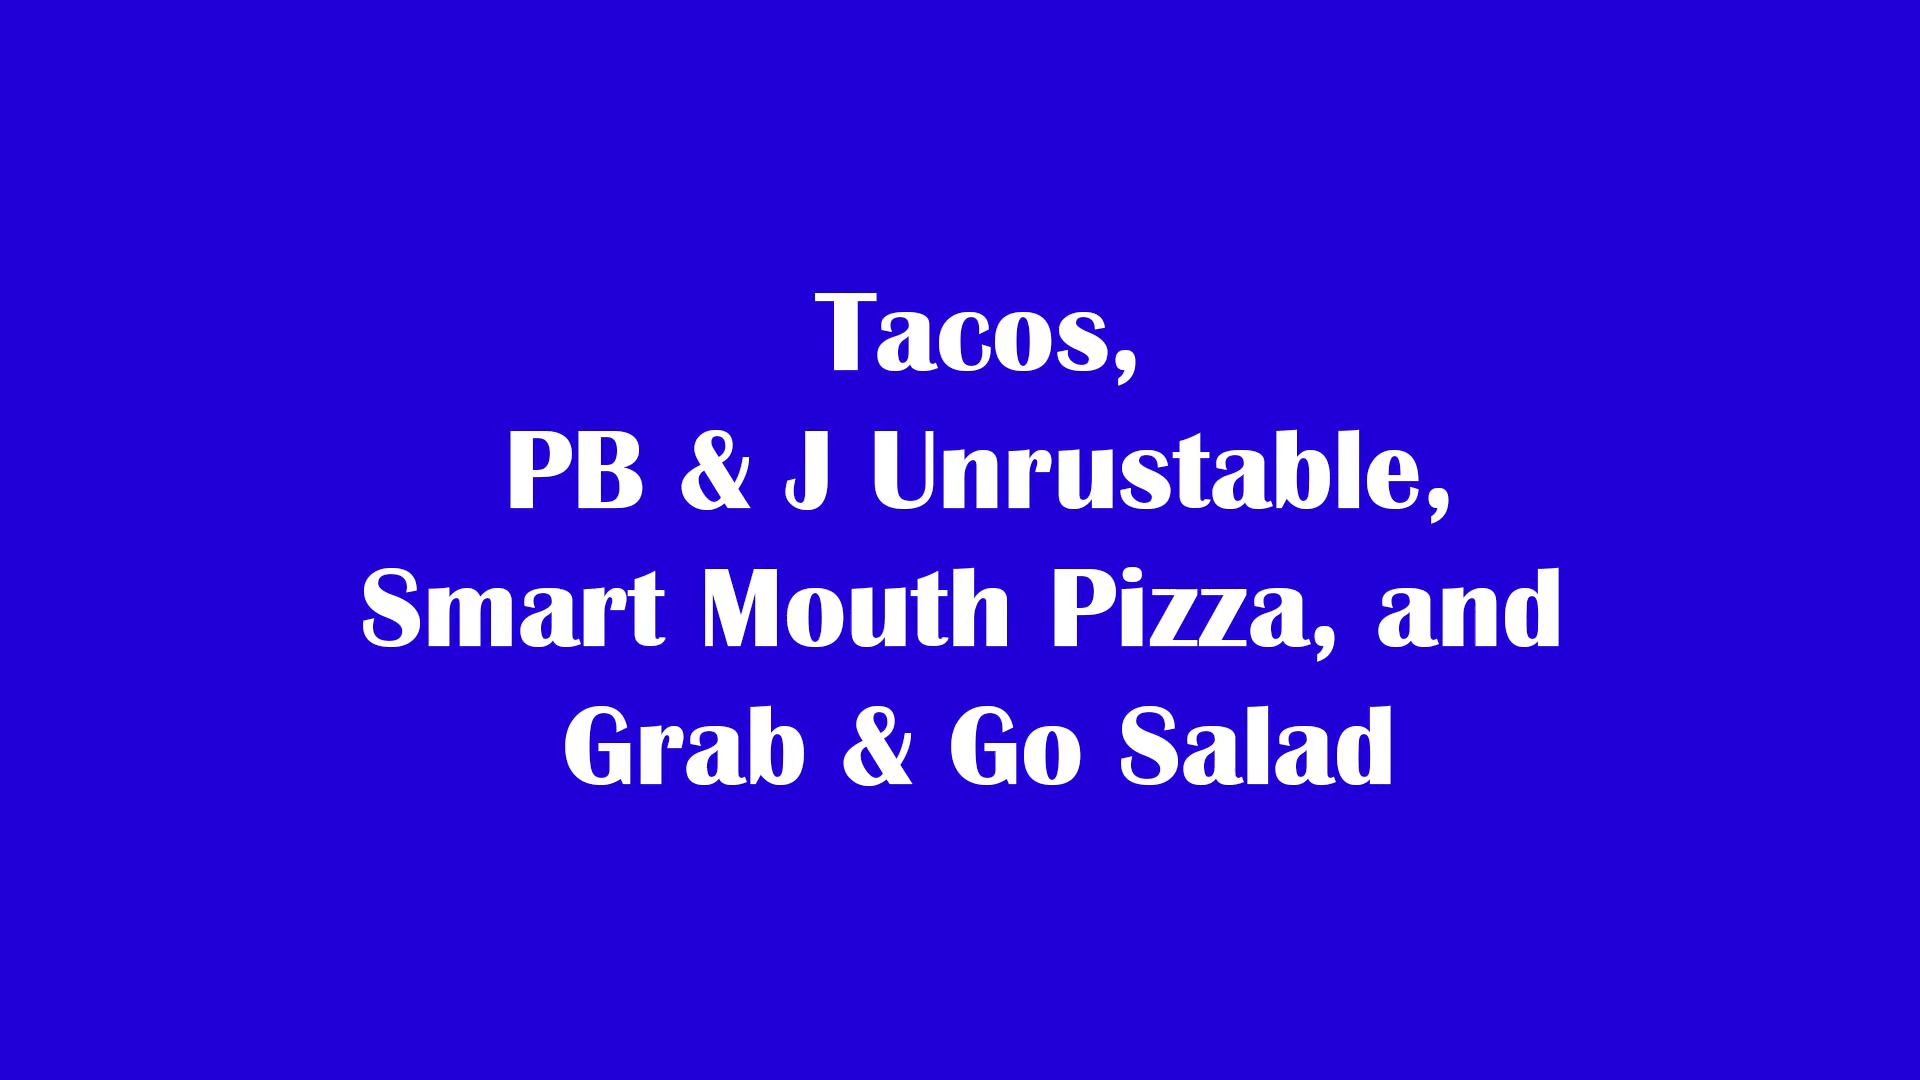 Tacos,
PB & J Unrustable,
Smart Mouth Pizza, and
Grab & Go Salad